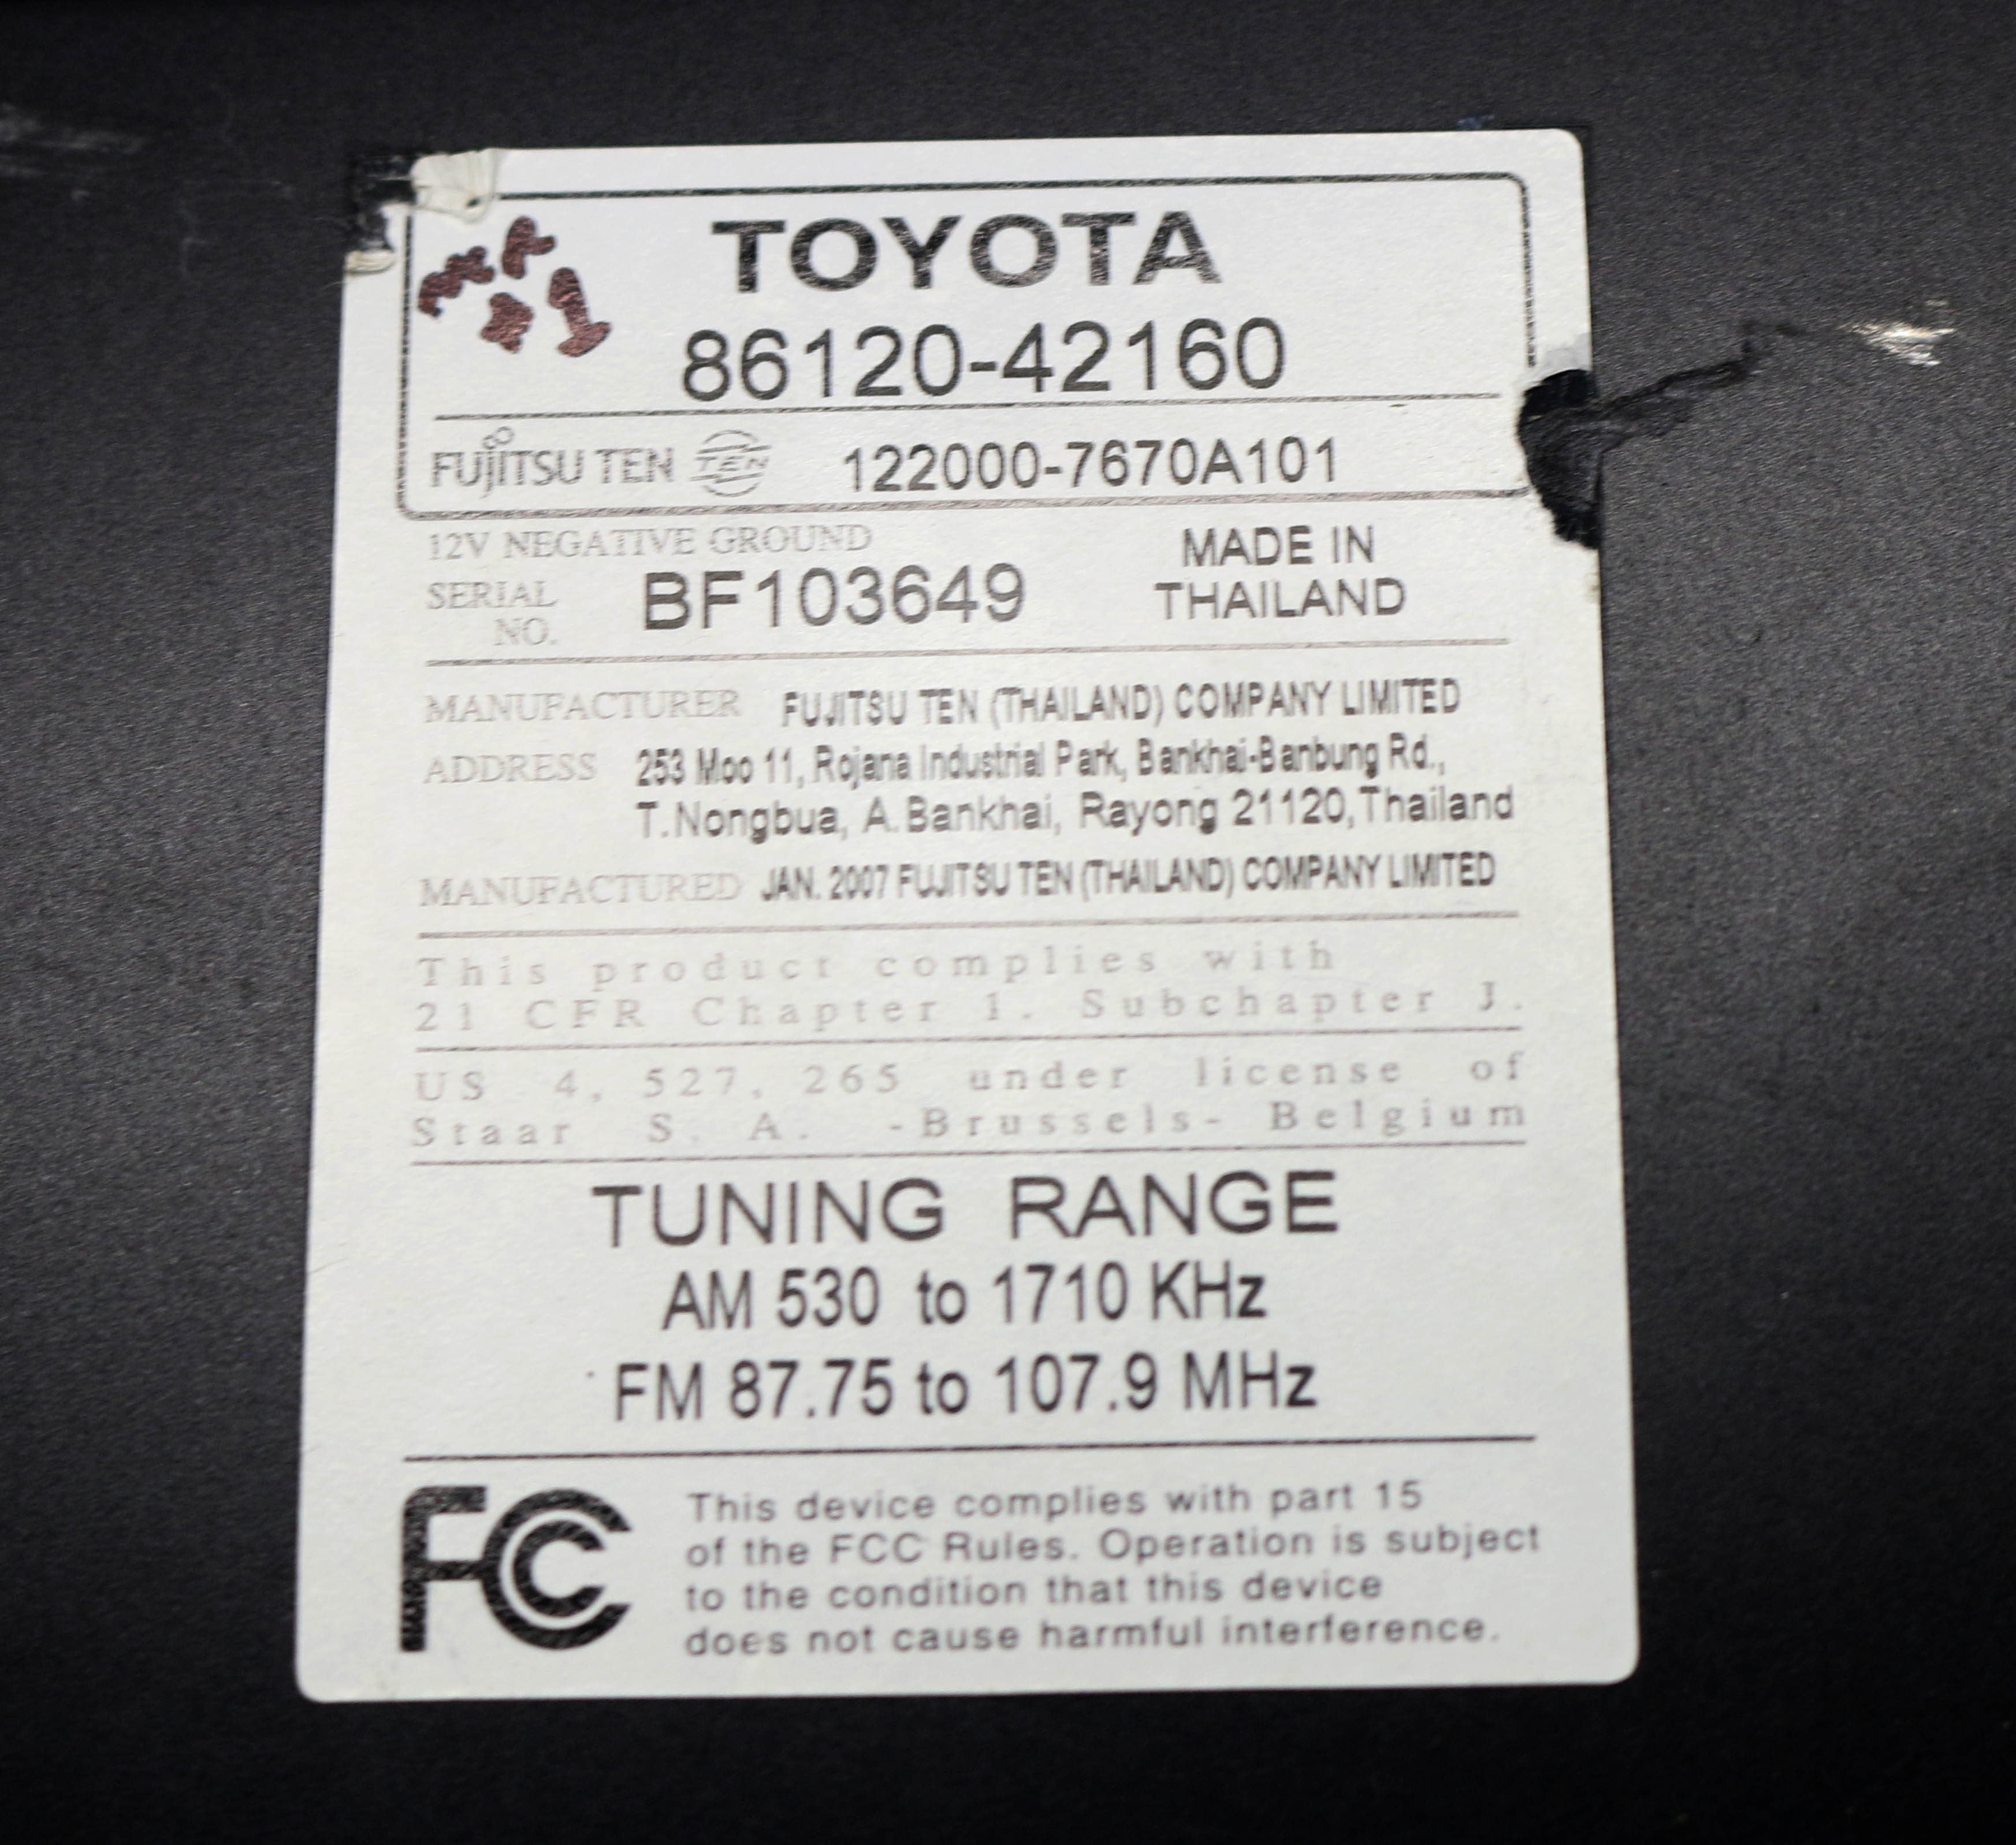 TOYOTA
86120-42160
FUJITSU TEN TEN 122000-7670A101
12V NEGATIVE GROUND
MADE IN
THAILAND
SERIAL
NO.
BF103649
MANUFACTURER FUJITSU TEN (THAILAND) COMPANY LIMITED
ADDRESS 253 Moo 11, Rojana Industrial Park, Bankhai-Banbung Rd.,
T.Nongbua, A.Bankhai, Rayong 21120,Thailand
MANUFACTURED JAN. 2007 FUJITSU TEN (THAILAND) COMPANY LIMITED
This product complies with
21 CFR Chapter 1. Subchapter J.
US 4, 527, 265 under license of
Staar S. A. -Brussels- Belgium
TUNING RANGE
AM 530 to 1710 KHz
FM 87.75 to 107.9 MHz
FC This device complies with part 15
of the FCC Rules. Operation is subject
to the condition that this device
does not cause harmful interference.